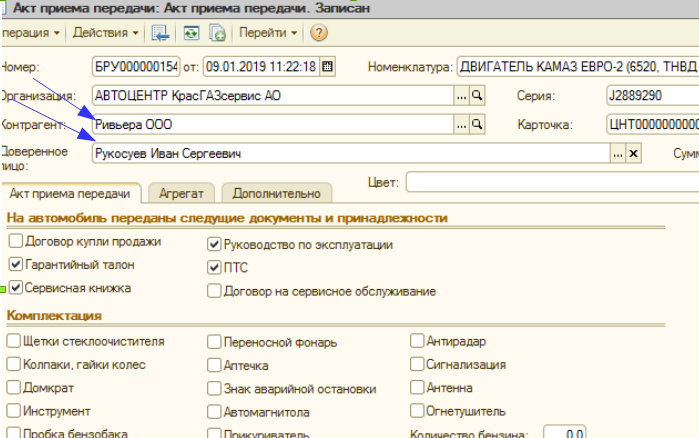 Акт приема передачи: Акт приема передачи. Записан
перация Действия Перейти
Номер: БРУ000000154 от: 09.01.2019 11:22:18 Номенклатура: ДВИГАТЕЛЬ КАМАЗ ЕВРО-2 (6520, ТНВД
Организация: АВТОЦЕНТР КрасГАЗсервис АО ... Серия: J2889290
Контрагент: Ривьера ООО ... Карточка: ЦНТ0000000000
Доверенное лицо: Рукосуев Иван Сергеевич ... x Сумм
Цвет:
Акт приема передачи Агрегат Дополнительно
На автомобиль переданы следущие документы и принадлежности
Договор купли продажи Руководство по эксплуатации
Гарантийный талон ПТС
Сервисная книжка Договор на сервисное обслуживание
Комплектация
Щетки стеклоочистителя Переносной фонарь Антирадар
Колпаки, гайки колес Аптечка Сигнализация
Домкрат Знак аварийной остановки Антенна
Инструмент Автомагнитола Огнетушитель
Пробка бензобака Прикуриватель Количество бензина: 0,0